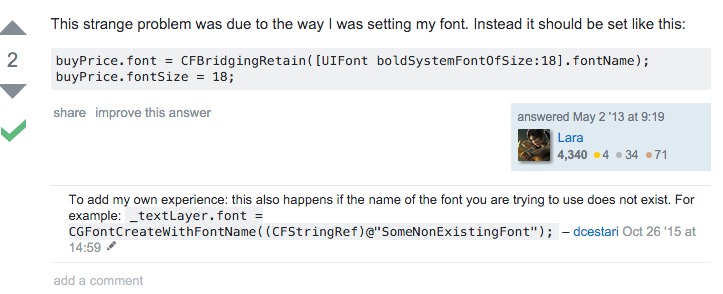 This strange problem was due to the way I was setting my font. Instead it should be set like this:
2
buyPrice.font = CFBridgingRetain([UIFont boldSystemFontOfSize:18].fontName);
buyPrice.fontSize = 18;
share improve this answer
answered May 2 '13 at 9:19
Lara
4,340 4 34 71
To add my own experience: this also happens if the name of the font you are trying to use does not exist. For
example: _textLayer.font =
CGFontCreateWithFontName((CFStringRef)@"SomeNonExistingFont"); – dcestari Oct 26 '15 at
14:59
add a comment